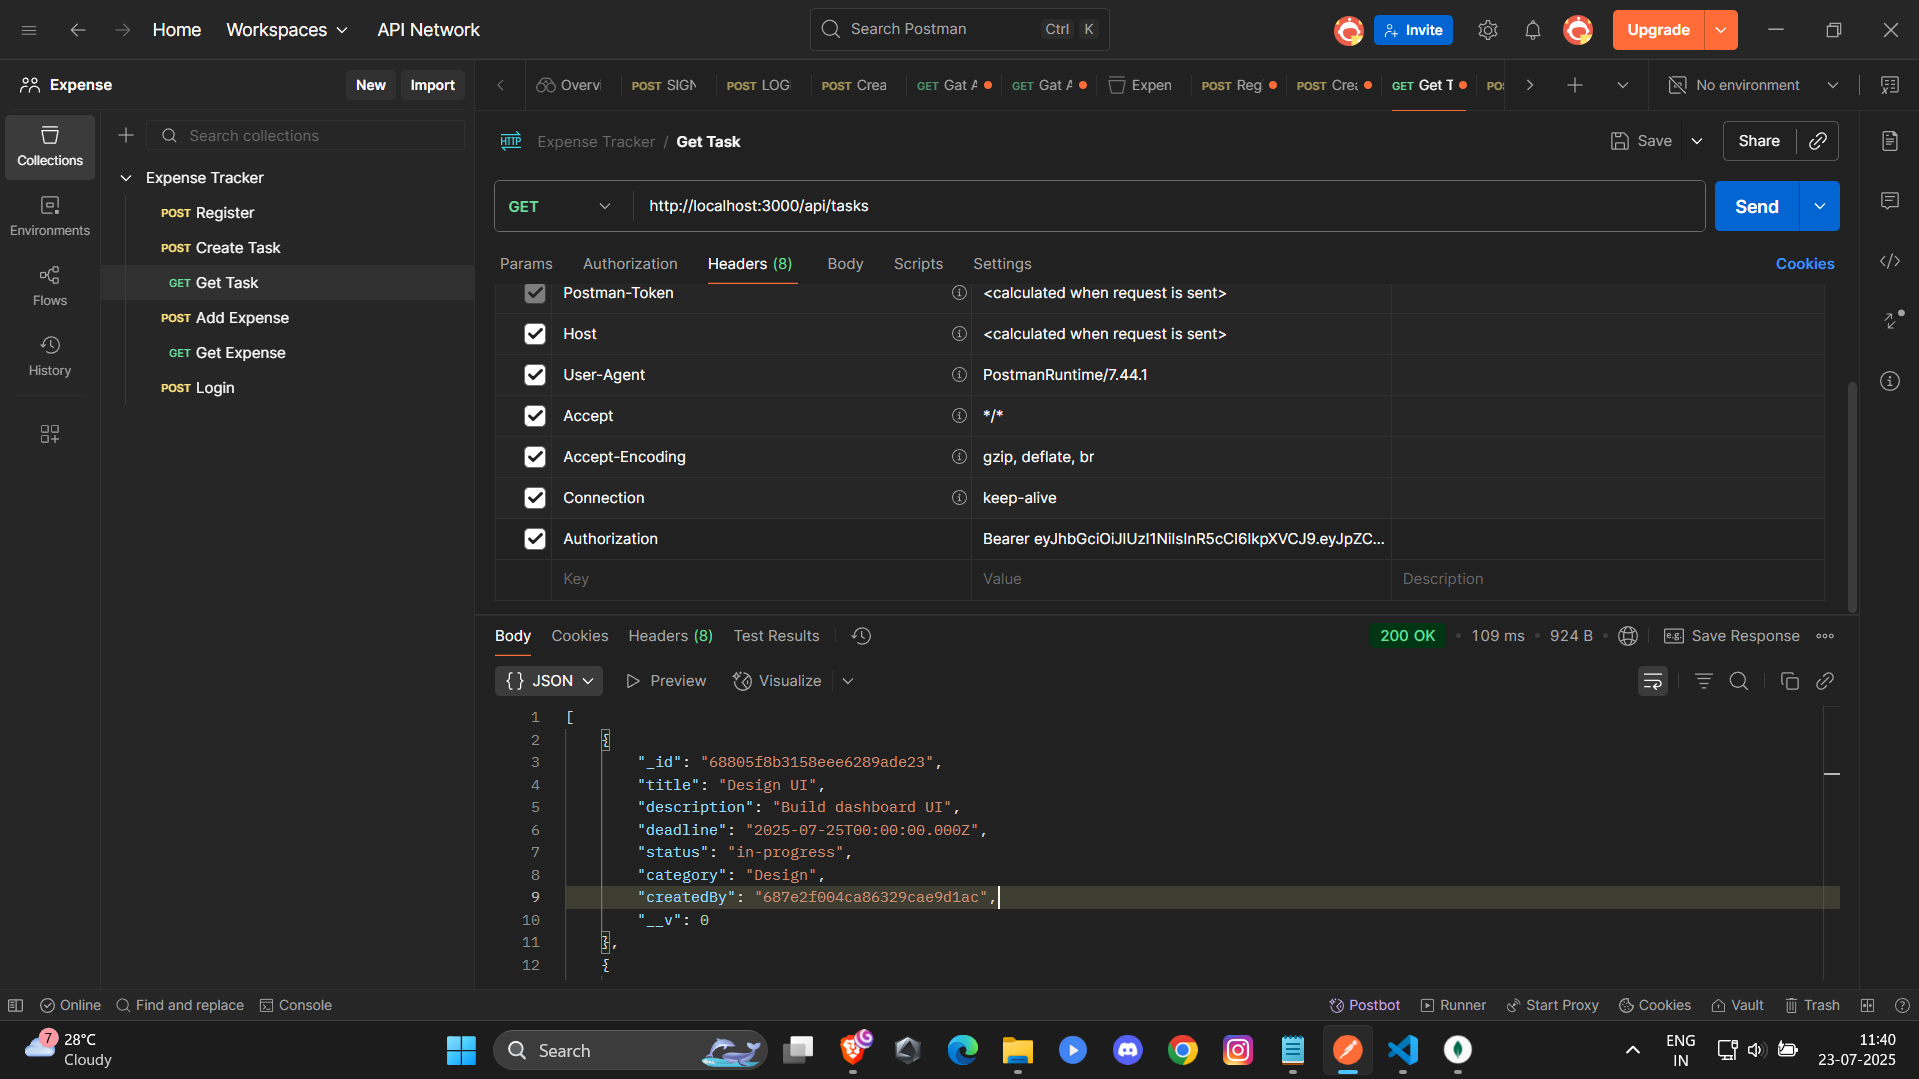 Home
Workspaces
API Network
Search Postman
Ctrl
K
Invite
Upgrade
Expense
New
Import
Overvi
POST SIGN
POST LOG
POST Crea
GET Gat A
GET Gat A
Expen
POST Reg
POST Crea
GET Get T
POS
No environment
Collections
Environments
Flows
History
Search collections
Expense Tracker
POST Register
POST Create Task
GET Get Task
POST Add Expense
GET Get Expense
POST Login
HTTP
Expense Tracker / Get Task
Save
Share
GET
http://localhost:3000/api/tasks
Send
Params
Authorization
Headers (8)
Body
Scripts
Settings
Cookies
Postman-Token
<calculated when request is sent>
Host
<calculated when request is sent>
User-Agent
PostmanRuntime/7.44.1
Accept
*/*
Accept-Encoding
gzip, deflate, br
Connection
keep-alive
Authorization
Bearer eyJhbGciOiJIUzI1NiIsInR5cCI6IkpXVCJ9.eyJpZC...
Key
Value
Description
Body
Cookies
Headers (8)
Test Results
200 OK
109 ms
924 B
e.g.
Save Response
{} JSON
Preview
Visualize
1 [
2 {
3 "_id": "68805f8b3158eee6289ade23",
4 "title": "Design UI",
5 "description": "Build dashboard UI",
6 "deadline": "2025-07-25T00:00:00.000Z",
7 "status": "in-progress",
8 "category": "Design",
9 "createdBy": "687e2f004ca86329cae9d1ac",
10 "__v": 0
11 },
12 {
Online
Find and replace
Console
Postbot
Runner
Start Proxy
Cookies
Vault
Trash
7
28°C
Cloudy
Search
ENG
IN
11:40
23-07-2025